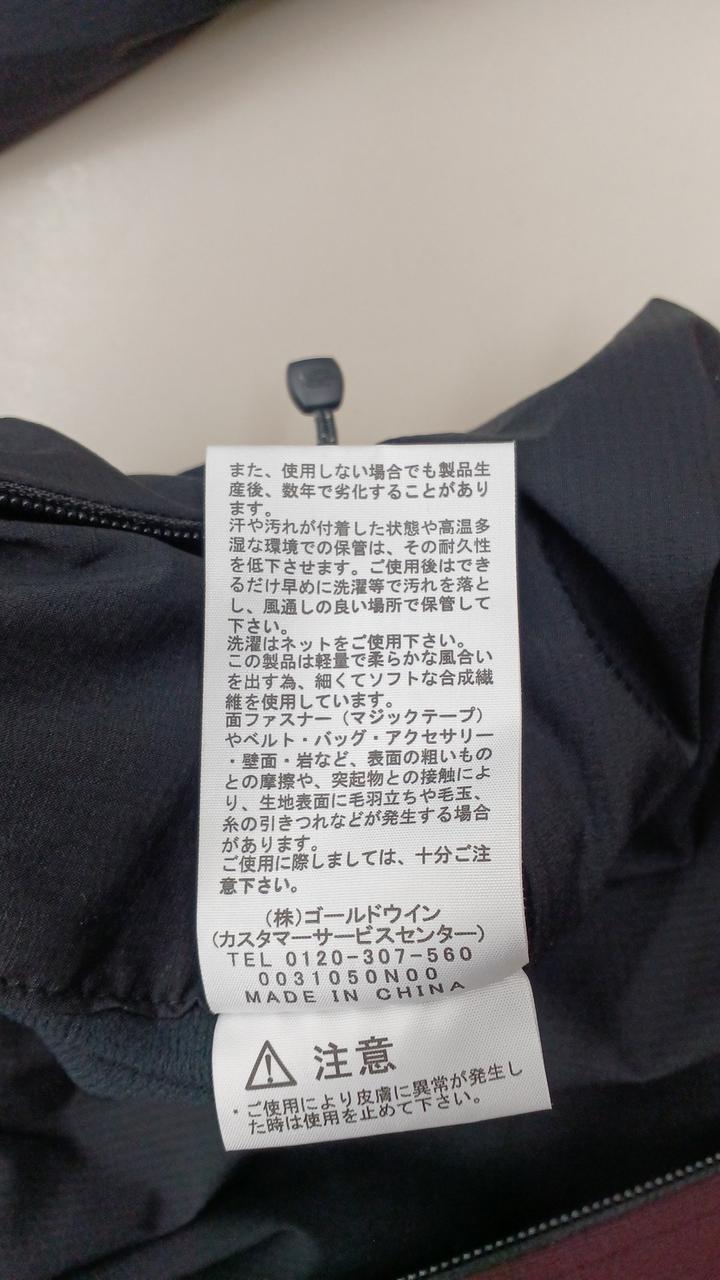 また、使用しない場合でも製品生
産後、数年で劣化することがあり
ます。
汗や汚れが付着した状態や高温多
湿な環境での保管は、その耐久性
を低下させます。ご使用後はでき
るだけ早めに洗濯等で汚れを落と
し、風通しの良い場所で保管して
下さい。
洗濯はネットをご使用下さい。
この製品は軽量で柔らかな風合い
を出す為、細くてソフトな合成繊
維を使用しています。
面ファスナー（マジックテープ）
やベルト・バッグ・アクセサリー
・壁面・岩など、表面の粗いもの
との摩擦や、突起物との接触によ
り、生地表面に毛羽立ちや毛玉、
糸の引きつれなどが発生する場合
があります。
ご使用に際しましては、十分ご注
意下さい。
（株）ゴールドウイン
（カスタマーサービスセンター）
TEL 0120-307-560
0031050N00
MADE IN CHINA
注意
・ご使用により皮膚に異常が発生し
た時は使用を止めて下さい。